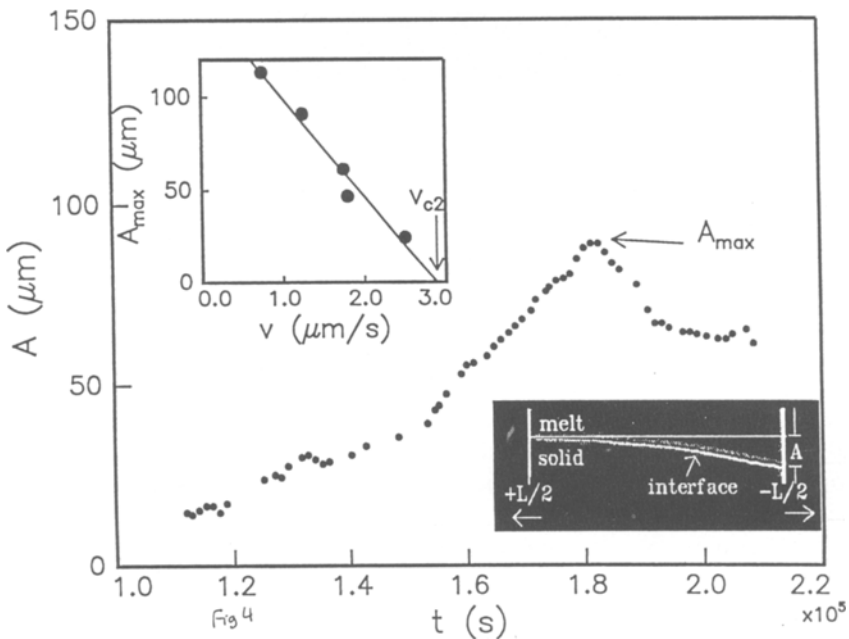 150
100
50
0
A (μm)
1.0
1.2
1.4
1.6
1.8
2.0
2.2
×10⁵
t (s)
Fig 4
A_max
100
50
0
A_max (μm)
0.0
1.0
2.0
3.0
v (μm/s)
v_c2
melt
solid
interface
A
+L/2
-L/2